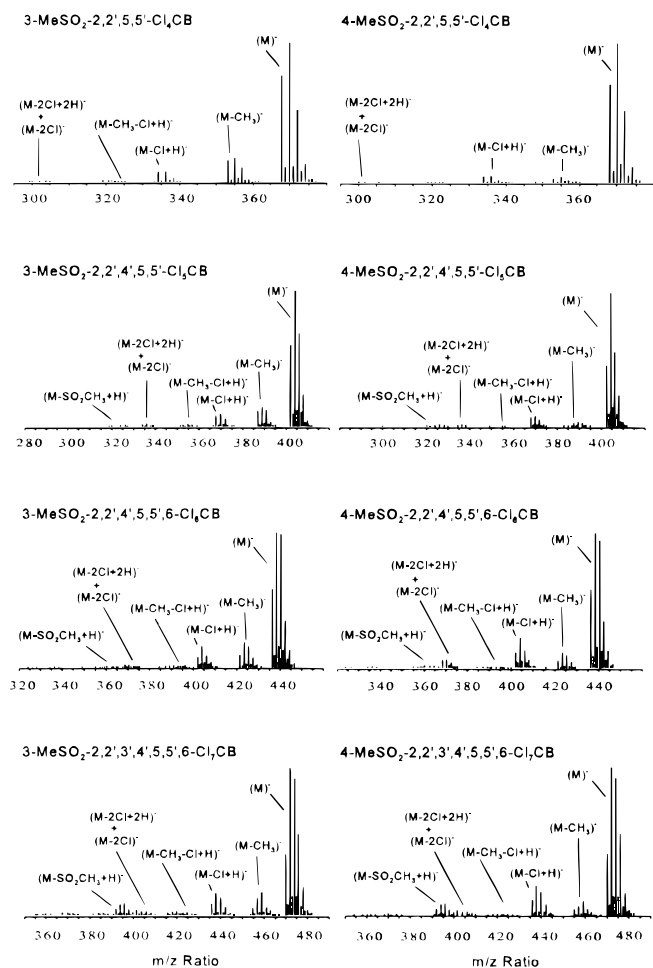 3-MeSO2-2,2',5,5'-Cl4CB
(M)-
(M-2Cl+2H)-
+
(M-2Cl)-
(M-CH3-Cl+H)-
(M-Cl+H)-
(M-CH3)-
300 320 340 360
4-MeSO2-2,2',5,5'-Cl4CB
(M)-
(M-2Cl+2H)-
+
(M-2Cl)-
(M-Cl+H)-
(M-CH3)-
300 320 340 360
3-MeSO2-2,2',4',5,5'-Cl5CB
(M)-
(M-2Cl+2H)-
+
(M-2Cl)-
(M-CH3)-
(M-CH3-Cl+H)-
(M-SO2CH3+H)-
(M-Cl+H)-
280 300 320 340 360 380 400
4-MeSO2-2,2',4',5,5'-Cl5CB
(M)-
(M-2Cl+2H)-
+
(M-2Cl)-
(M-CH3)-
(M-CH3-Cl+H)-
(M-SO2CH3+H)-
(M-Cl+H)-
300 320 340 360 380 400
3-MeSO2-2,2',4',5,5',6-Cl6CB
(M)-
(M-2Cl+2H)-
+
(M-2Cl)-
(M-CH3-Cl+H)-
(M-CH3)-
(M-SO2CH3+H)-
(M-Cl+H)-
320 340 360 380 400 420 440
4-MeSO2-2,2',4',5,5',6-Cl6CB
(M)-
(M-2Cl+2H)-
+
(M-2Cl)-
(M-CH3-Cl+H)-
(M-CH3)-
(M-Cl+H)-
(M-SO2CH3+H)-
340 360 380 400 420 440
3-MeSO2-2,2',3',4',5,5',6-Cl7CB
(M)-
(M-2Cl+2H)-
+
(M-2Cl)-
(M-CH3-Cl+H)-
(M-CH3)-
(M-SO2CH3+H)-
(M-Cl+H)-
360 380 400 420 440 460 480
m/z Ratio
4-MeSO2-2,2',3',4',5,5',6-Cl7CB
(M)-
(M-2Cl+2H)-
+
(M-2Cl)-
(M-CH3)-
(M-CH3-Cl+H)-
(M-SO2CH3+H)-
(M-Cl+H)-
360 380 400 420 440 460 480
m/z Ratio